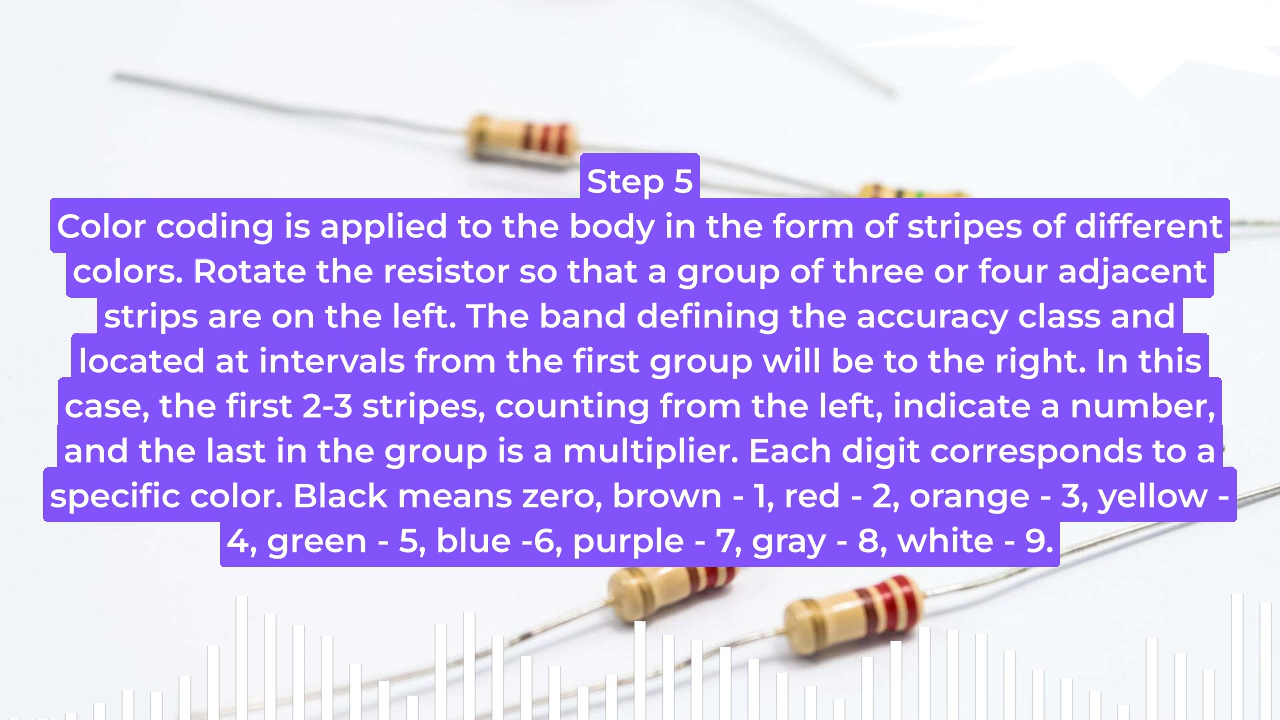 Step 5
Color coding is applied to the body in the form of stripes of different
colors. Rotate the resistor so that a group of three or four adjacent
strips are on the left. The band defining the accuracy class and
located at intervals from the first group will be to the right. In this
case, the first 2-3 stripes, counting from the left, indicate a number,
and the last in the group is a multiplier. Each digit corresponds to a
specific color. Black means zero, brown - 1, red - 2, orange - 3, yellow -
4, green - 5, blue -6, purple - 7, gray - 8, white - 9.